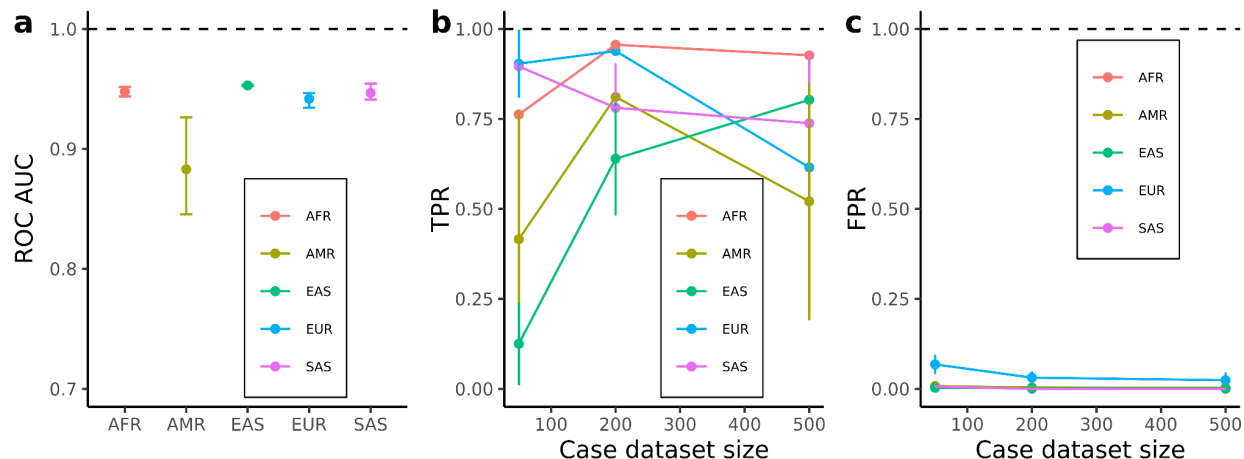 a
ROC AUC
1.0
0.9
0.8
0.7
AFR
AMR
EAS
EUR
SAS
AFR AMR EAS EUR SAS
b
TPR
1.00
0.75
0.50
0.25
0.00
AFR
AMR
EAS
EUR
SAS
100 200 300 400 500
Case dataset size
c
FPR
1.00
0.75
0.50
0.25
0.00
AFR
AMR
EAS
EUR
SAS
100 200 300 400 500
Case dataset size